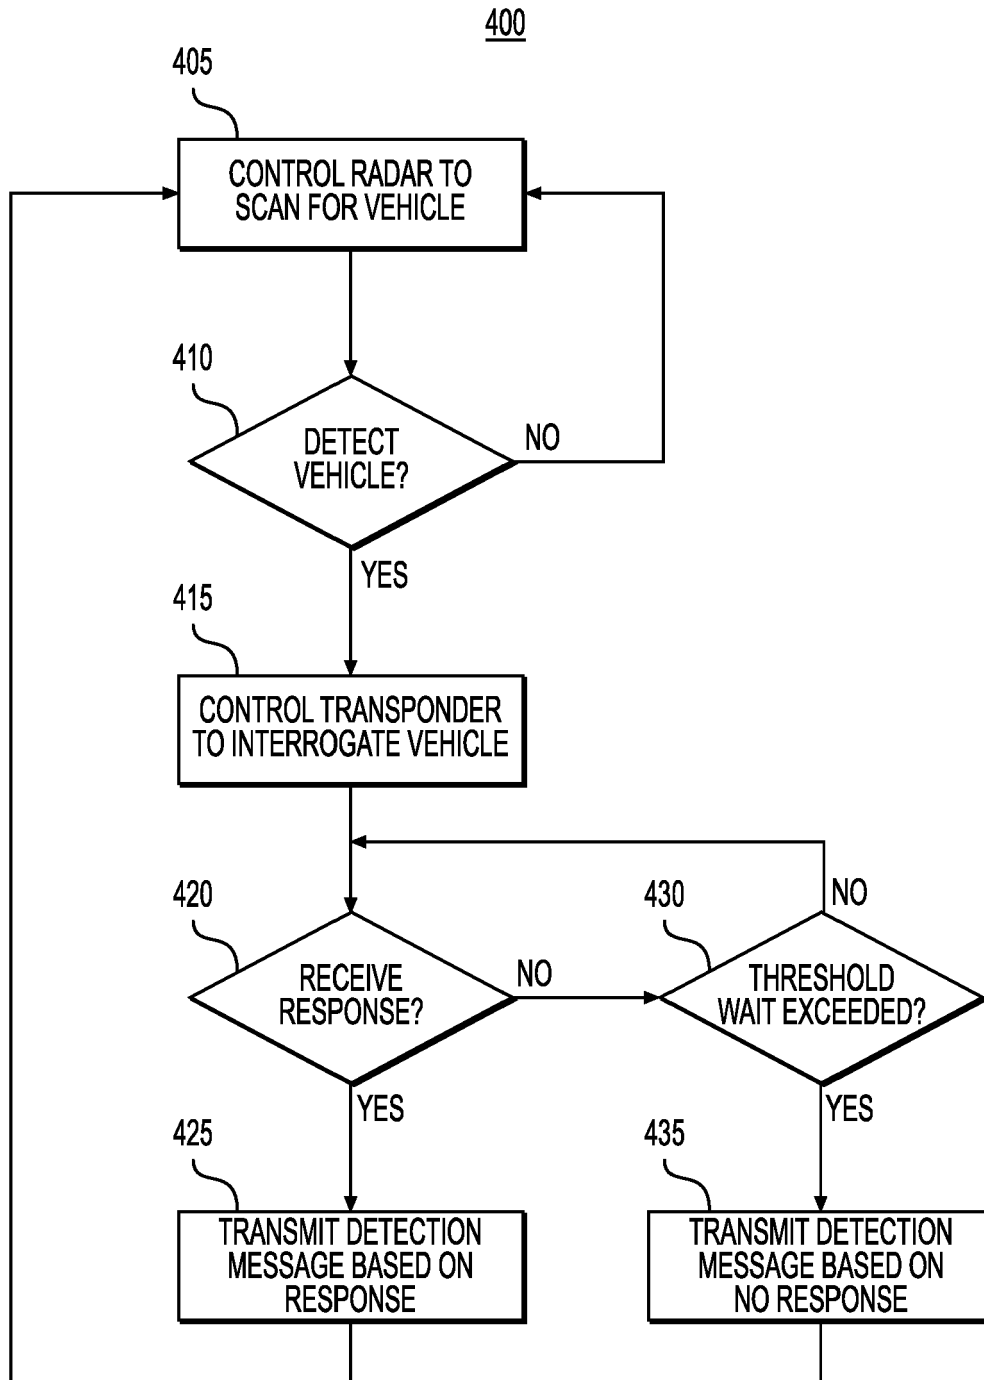 400
405
CONTROL RADAR TO
SCAN FOR VEHICLE
410
DETECT
VEHICLE?
NO
YES
415
CONTROL TRANSPONDER
TO INTERROGATE VEHICLE
420
RECEIVE
RESPONSE?
NO
430
NO
THRESHOLD
WAIT EXCEEDED?
YES
YES
425
TRANSMIT DETECTION
MESSAGE BASED ON
RESPONSE
435
TRANSMIT DETECTION
MESSAGE BASED ON
NO RESPONSE